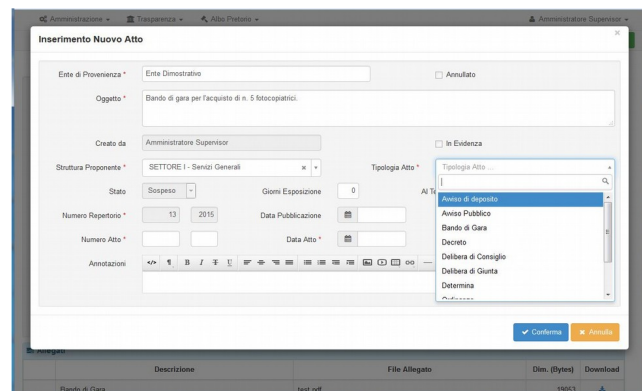 Amministrazione Trasparenza Albo Pretorio Amministratore Supervisor
Inserimento Nuovo Atto ×
Ente di Provenienza * Ente Dimostrativo Annullato
Oggetto * Bando di gara per l'acquisto di n. 5 fotocopiatrici.
Creato da Amministratore Supervisor In Evidenza
Struttura Proponente * SETTORE I - Servizi Generali Tipologia Atto * Tipologia Atto ...
Stato Sospeso Giorni Esposizione 0
Avviso di deposito
Numero Repertorio * 13 2015 Data Pubblicazione
Avviso Pubblico
Bando di Gara
Numero Atto * Data Atto *
Decreto
Annotazioni
Delibera di Consiglio
Delibera di Giunta
Determina
Conferma Annulla
Allegati
Descrizione File Allegato Dim. (Bytes) Download
Bando di Gara test.pdf 19053